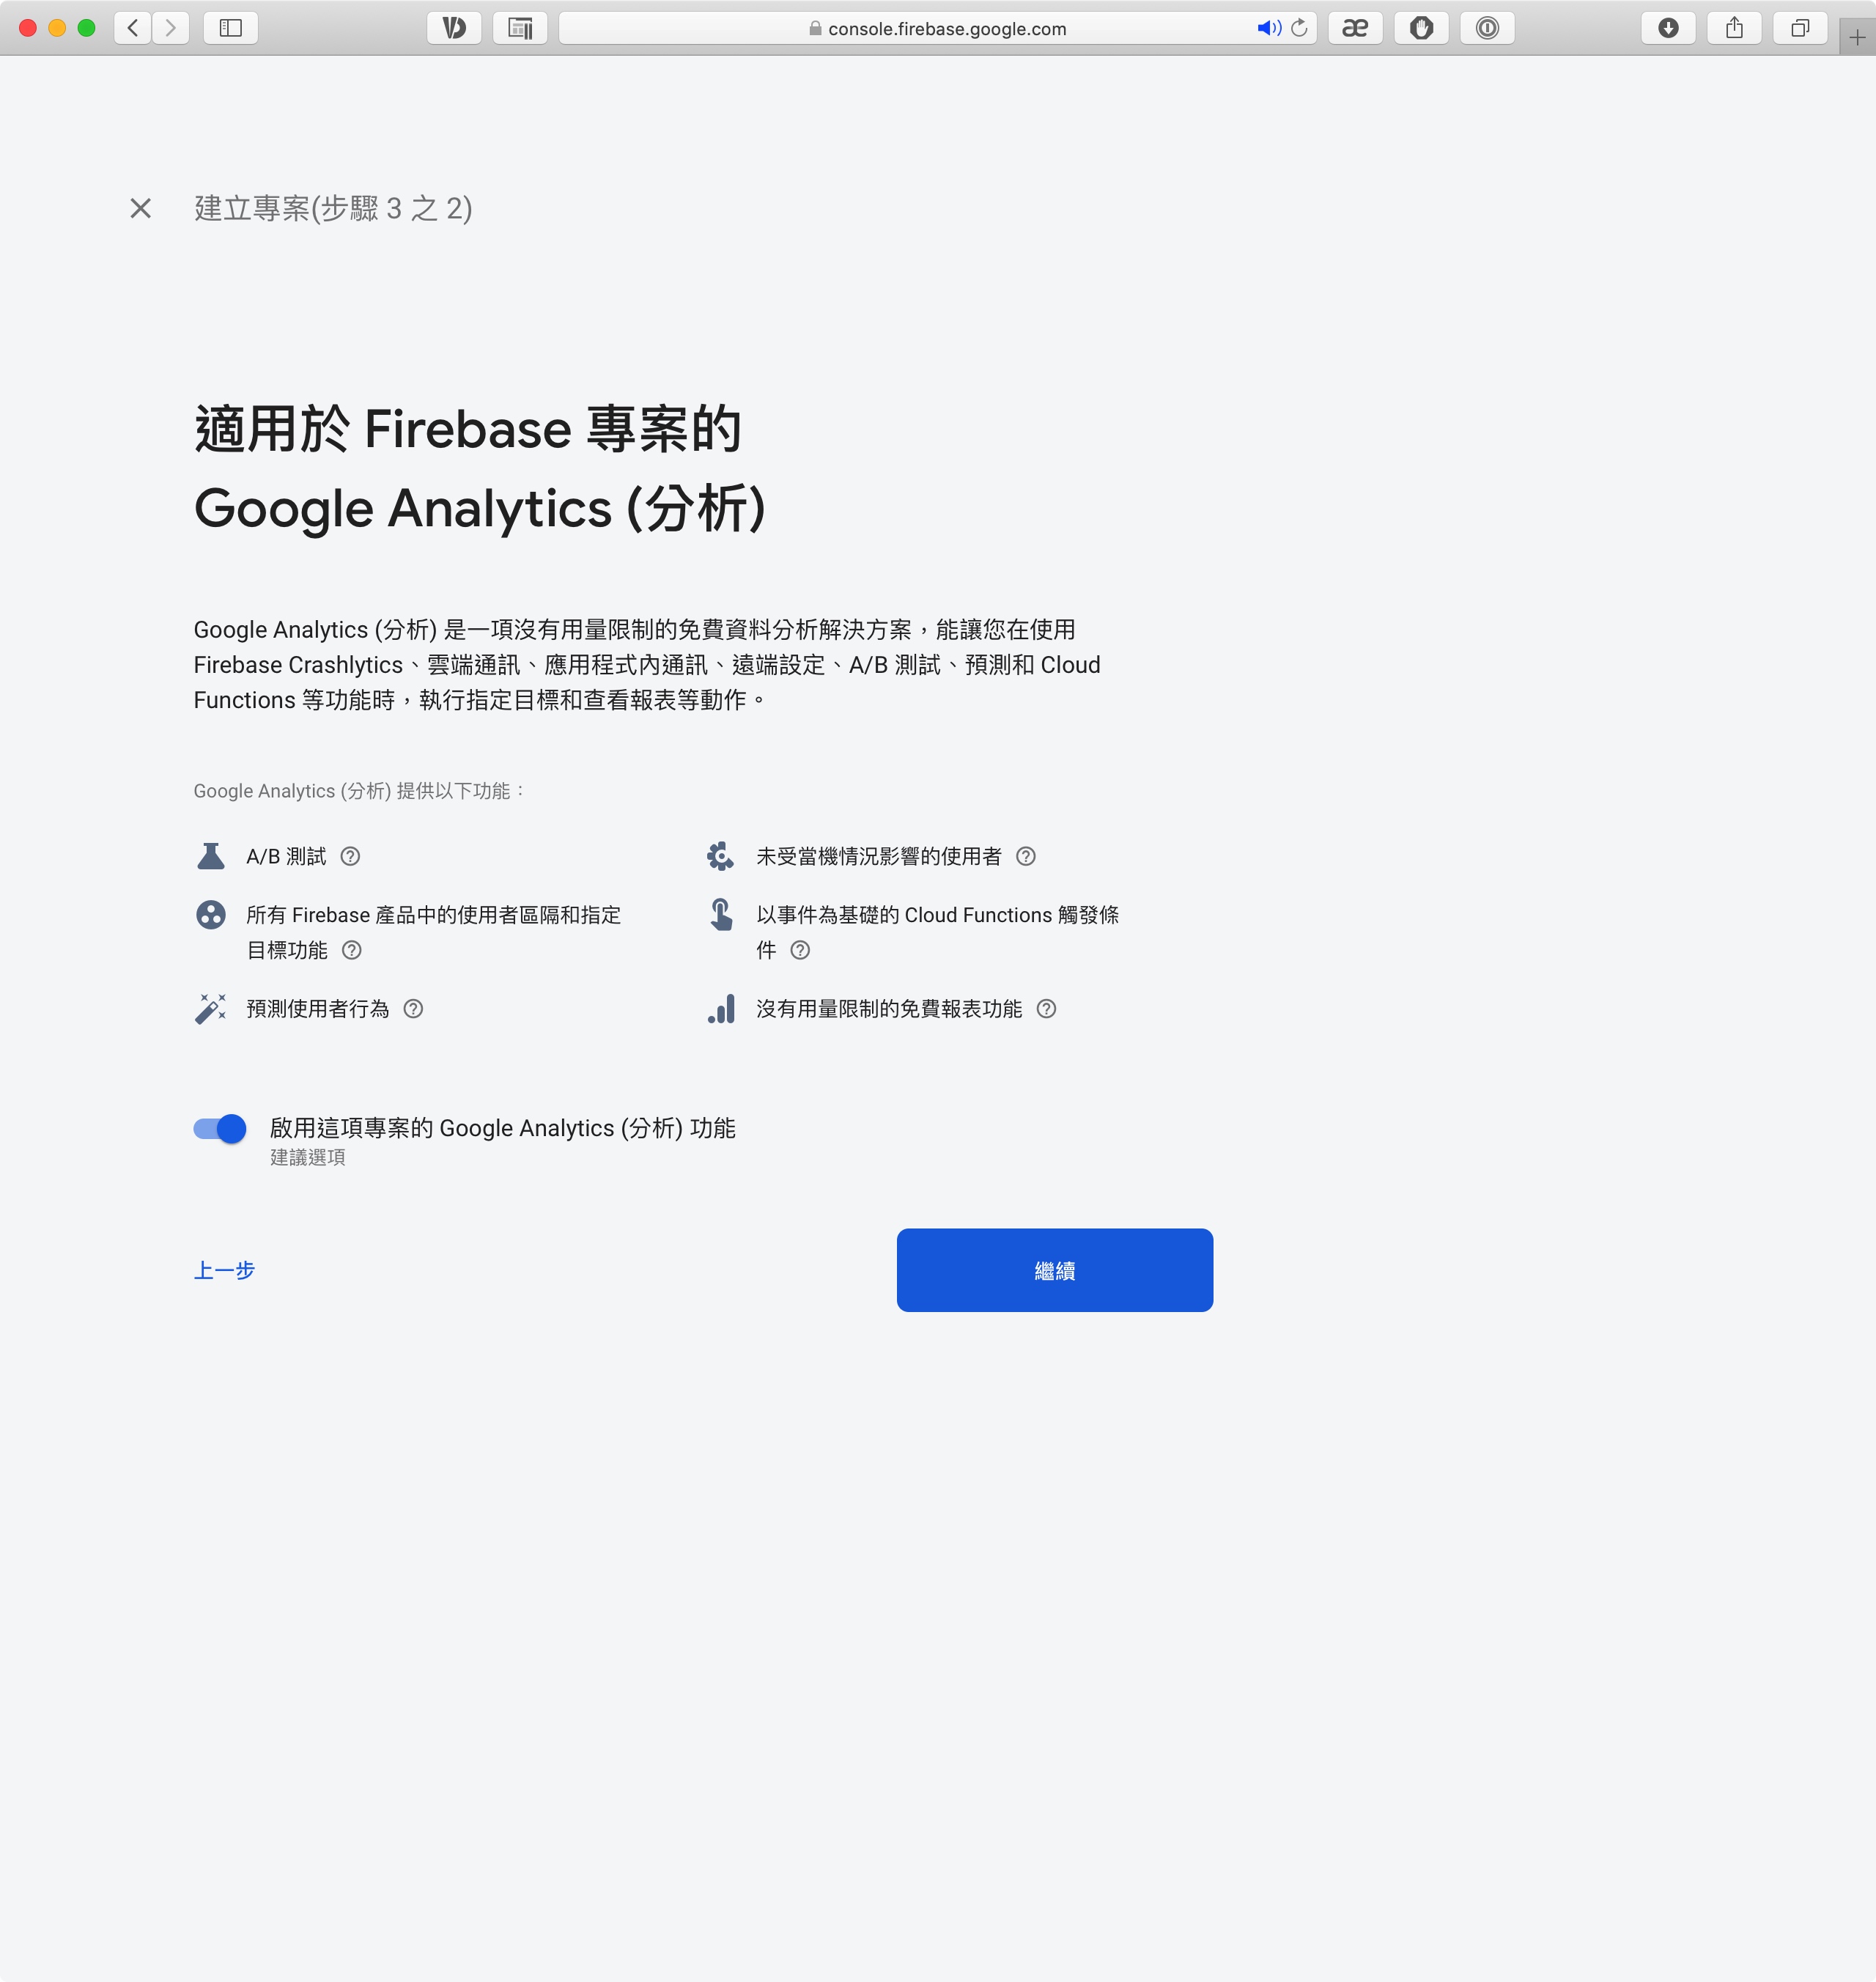 console.firebase.google.com
建立專案(步驟 3 之 2)
適用於 Firebase 專案的
Google Analytics (分析)
Google Analytics (分析) 是一項沒有用量限制的免費資料分析解決方案，能讓您在使用
Firebase Crashlytics、雲端通訊、應用程式內通訊、遠端設定、A/B 測試、預測和 Cloud
Functions 等功能時，執行指定目標和查看報表等動作。
Google Analytics (分析) 提供以下功能：
A/B 測試
未受當機情況影響的使用者
所有 Firebase 產品中的使用者區隔和指定
目標功能
以事件為基礎的 Cloud Functions 觸發條
件
預測使用者行為
沒有用量限制的免費報表功能
啟用這項專案的 Google Analytics (分析) 功能
建議選項
上一步
繼續